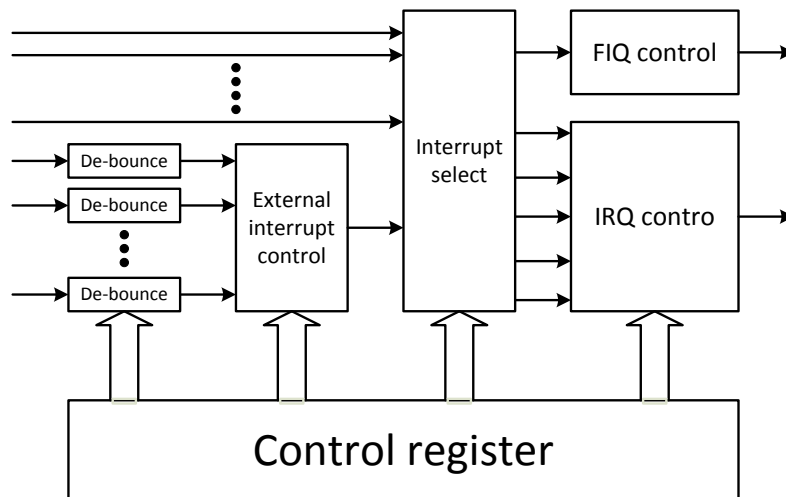 FIQ control
Interrupt
select
De-bounce
External
interrupt
control
De-bounce
IRQ contro
De-bounce
Control register